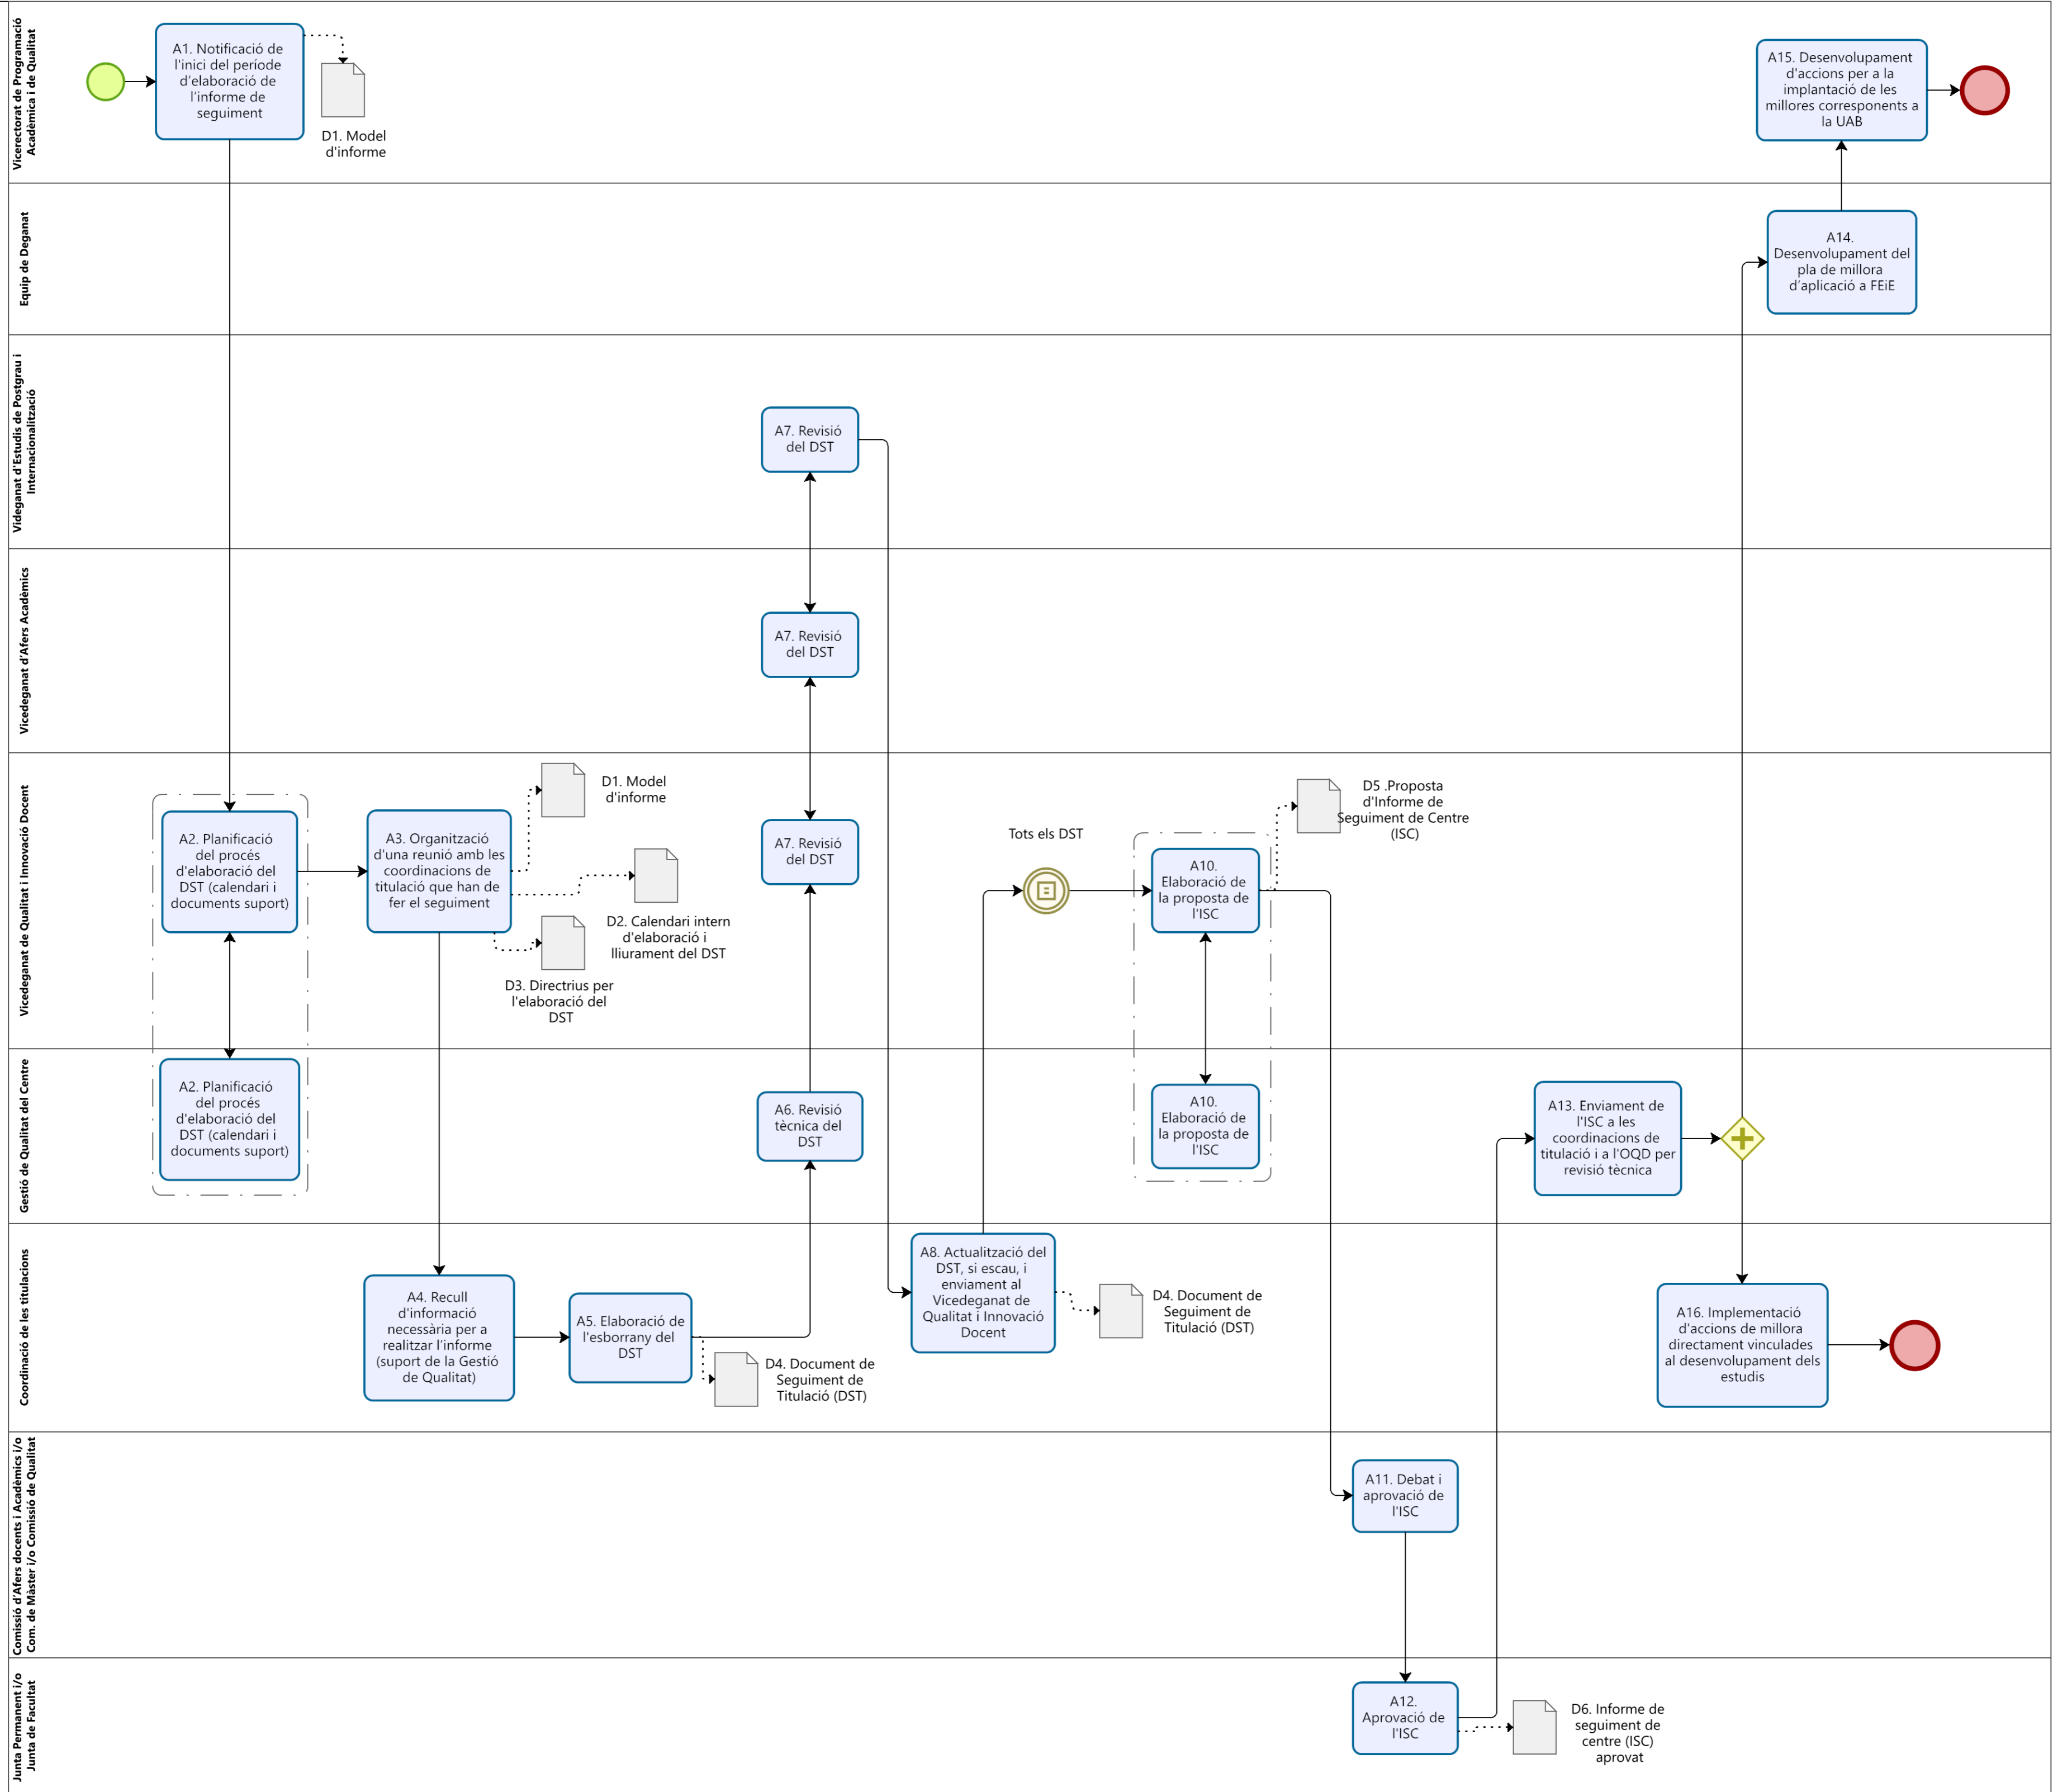 Vicerectorat de Programació
Acadèmica i de Qualitat
A1. Notificació de
l'inici del període
d'elaboració de
l'informe de
seguiment
D1. Model
d'informe
A15. Desenvolupament
d'accions per a la
implantació de les
millores corresponents a
la UAB
Equip de Deganat
A14.
Desenvolupament del
pla de millora
d'aplicació a FEiE
Videganat d'Estudis de Postgrau i
Internacionalització
A7. Revisió
del DST
Vicedeganat d'Afers Acadèmics
A7. Revisió
del DST
Vicedeganat de Qualitat i Innovació Docent
A2. Planificació
del procés
d'elaboració del
DST (calendari i
documents suport)
A3. Organització
d'una reunió amb les
coordinacions de
titulació que han de
fer el seguiment
D1. Model
d'informe
D2. Calendari intern
d'elaboració i
lliurament del DST
D3. Directrius per
l'elaboració del
DST
A7. Revisió
del DST
Tots els DST
A10.
Elaboració de
la proposta de
l'ISC
D5 .Proposta
d'Informe de
Seguiment de Centre
(ISC)
Gestió de Qualitat del Centre
A2. Planificació
del procés
d'elaboració del
DST (calendari i
documents suport)
A6. Revisió
tècnica del
DST
A10.
Elaboració de
la proposta de
l'ISC
A13. Enviament de
l'ISC a les
coordinacions de
titulació i a l'OQD per
revisió tècnica
Coordinació de les titulacions
A4. Recull
d'informació
necessària per a
realitzar l'informe
(suport de la Gestió
de Qualitat)
A5. Elaboració de
l'esborrany del
DST
D4. Document de
Seguiment de
Titulació (DST)
A8. Actualització del
DST, si escau, i
enviament al
Vicedeganat de
Qualitat i Innovació
Docent
D4. Document de
Seguiment de
Titulació (DST)
A16. Implementació
d'accions de millora
directament vinculades
al desenvolupament dels
estudis
Comissió d'Afers docents i Acadèmics i/o
Com. de Màster i/o Comissió de Qualitat
A11. Debat i
aprovació de
l'ISC
Junta Permanent i/o
Junta de Facultat
A12.
Aprovació de
l'ISC
D6. Informe de
seguiment de
centre (ISC)
aprovat